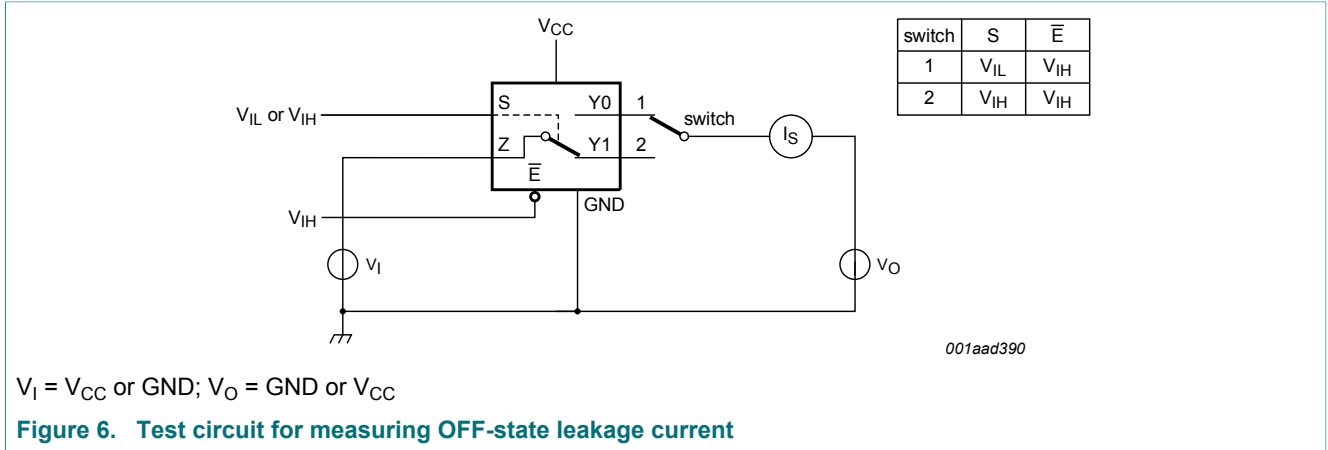 VCC
switch S E̅
1 VIL VIH
2 VIH VIH
VIL or VIH
S Y0 1
switch
Z Y1 2
IS
E̅
GND
VIH
VI
VO
001aad390
VI = VCC or GND; VO = GND or VCC
Figure 6. Test circuit for measuring OFF-state leakage current